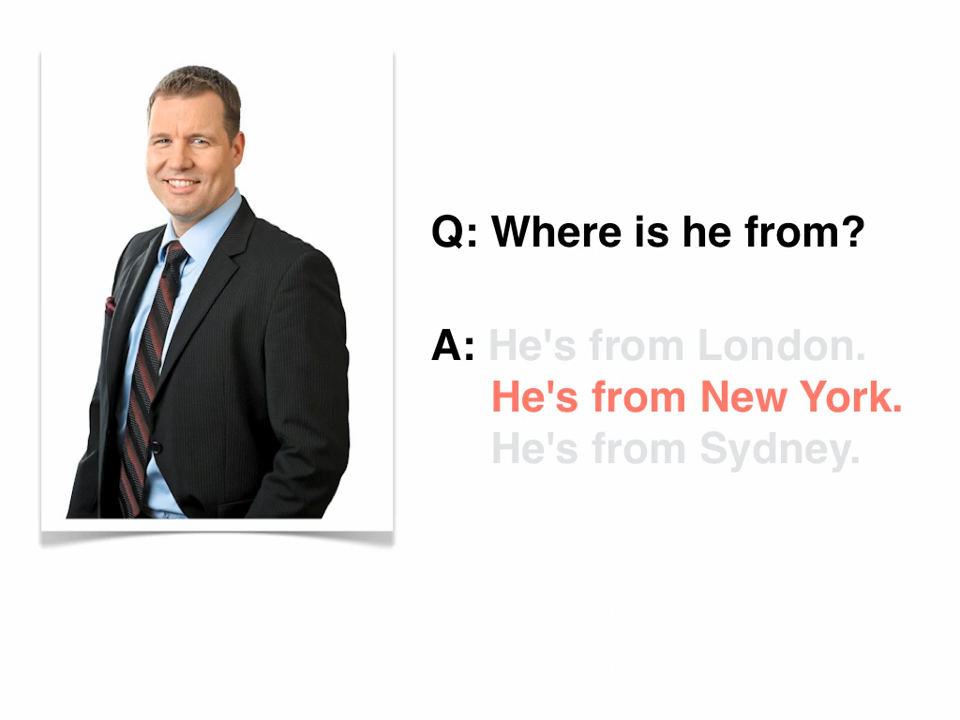 Q: Where is he from?
A: He's from London.
He's from New York.
He's from Sydney.